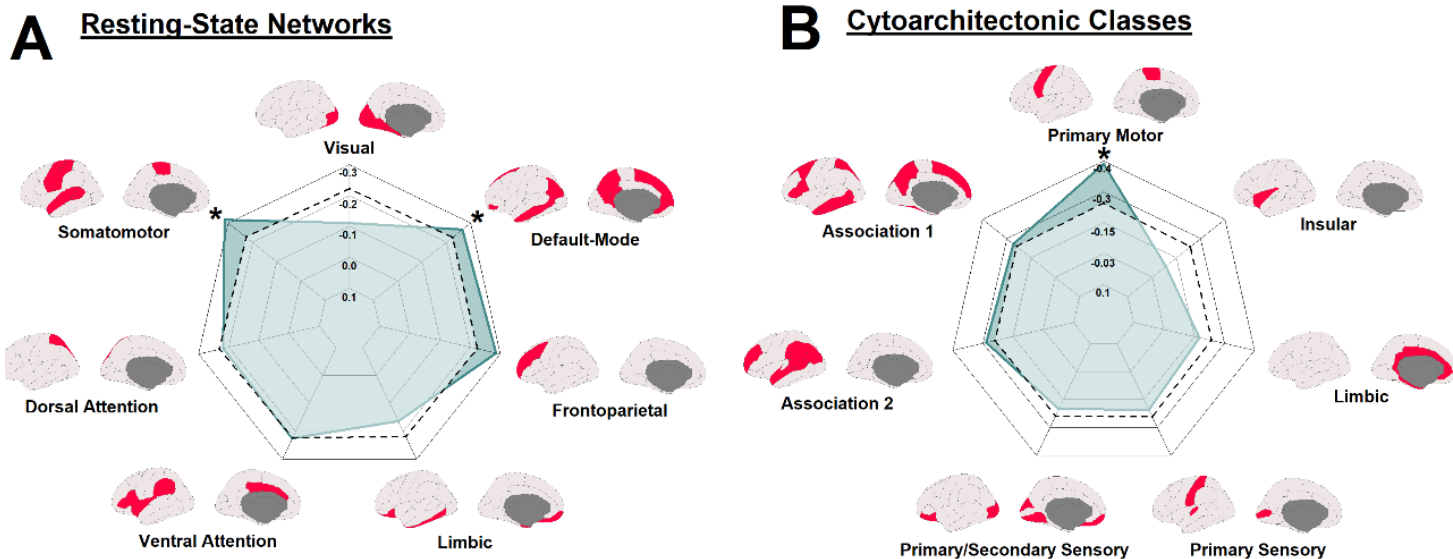 A
Resting-State Networks
Visual
*
*
-0.3
-0.2
-0.1
0.0
0.1
Somatomotor
Default-Mode
Dorsal Attention
Frontoparietal
Ventral Attention
Limbic
B
Cytoarchitectonic Classes
Primary Motor
*
-0.4
-0.3
-0.15
-0.03
0.1
Association 1
Insular
Association 2
Limbic
Primary/Secondary Sensory
Primary Sensory